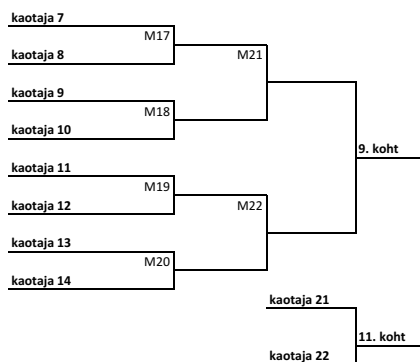 kaotaja 7
M17
kaotaja 8
M21
kaotaja 9
M18
kaotaja 10
9. koht
kaotaja 11
M19
kaotaja 12
M22
kaotaja 13
M20
kaotaja 14
kaotaja 21
11. koht
kaotaja 22